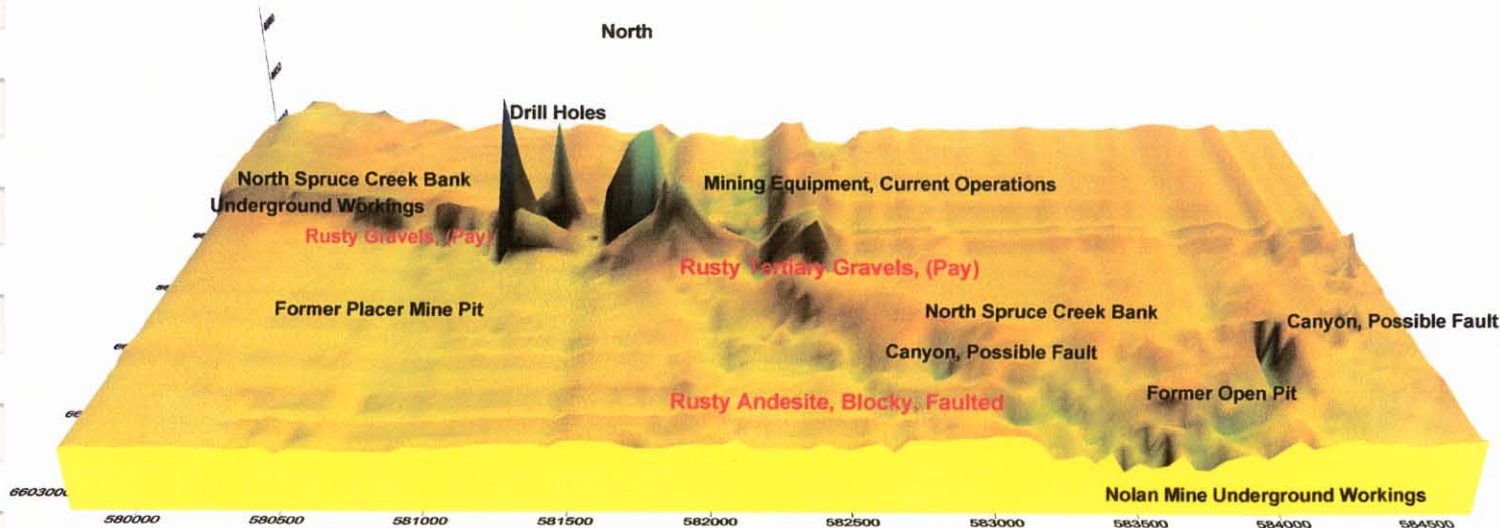 North
Drill Holes
North Spruce Creek Bank
Mining Equipment, Current Operations
Underground Workings
Rusty Gravels, (Pay)
Rusty Tertiary Gravels, (Pay)
Former Placer Mine Pit
North Spruce Creek Bank
Canyon, Possible Fault
Canyon, Possible Fault
Former Open Pit
Rusty Andesite, Blocky, Faulted
Nolan Mine Underground Workings
580000 580500 581000 581500 582000 582500 583000 583500 584000 584500